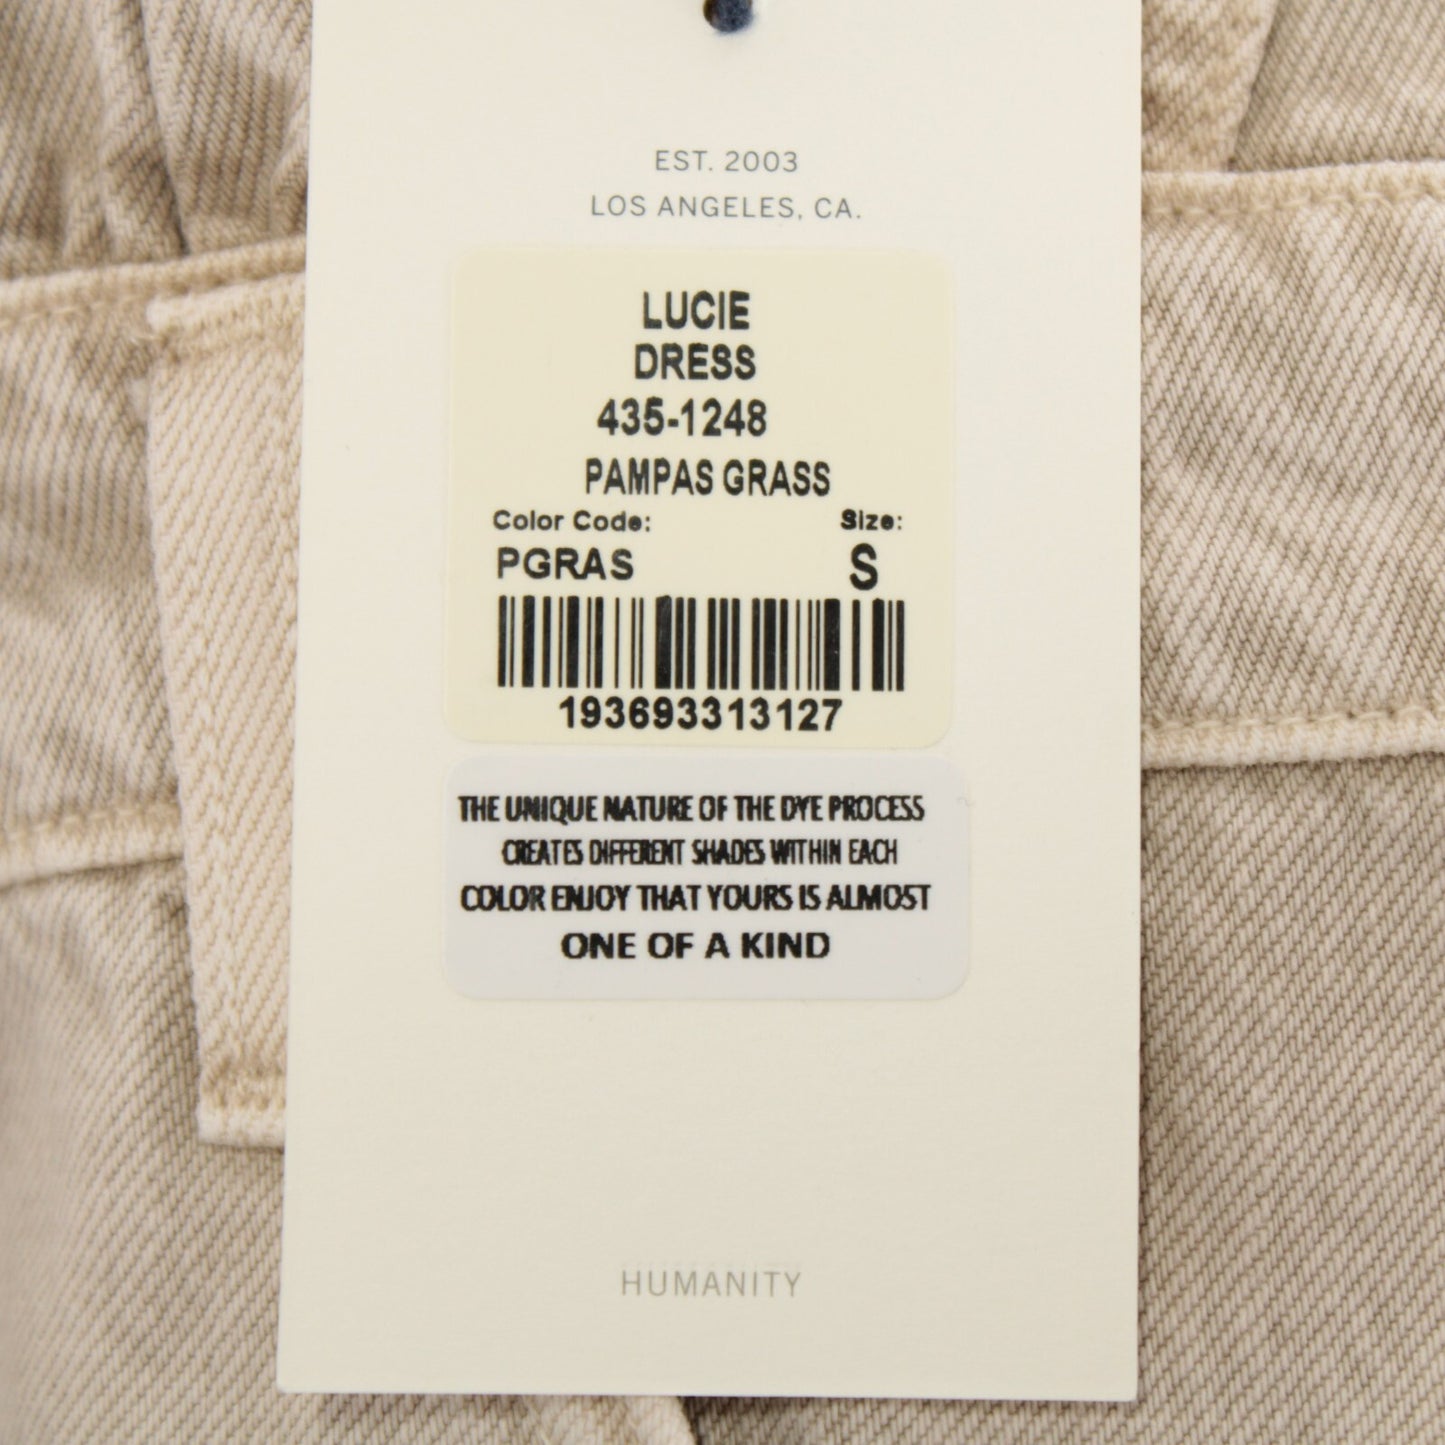 EST. 2003
LOS ANGELES, CA.
LUCIE
DRESS
435-1248
PAMPAS GRASS
Color Code: Size:
PGRAS S
193693313127
THE UNIQUE NATURE OF THE DYE PROCESS
CREATES DIFFERENT SHADES WITHIN EACH
COLOR ENJOY THAT YOURS IS ALMOST
ONE OF A KIND
HUMANITY